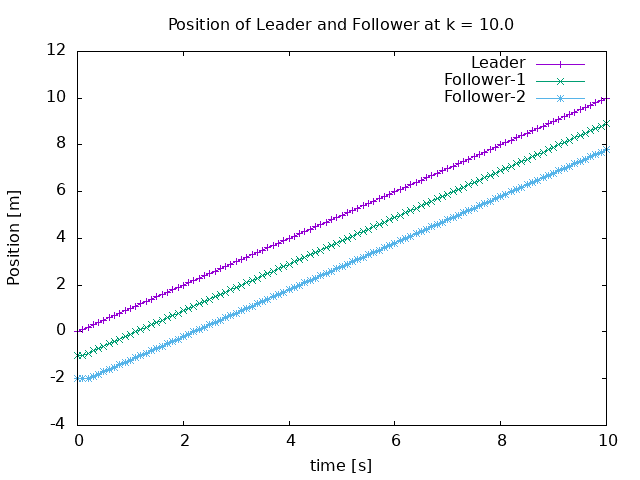 Position of Leader and Follower at k = 10.0
12
10
8
6
4
2
0
-2
-4
Position [m]
Leader
Follower-1
Follower-2
0 2 4 6 8 10
time [s]